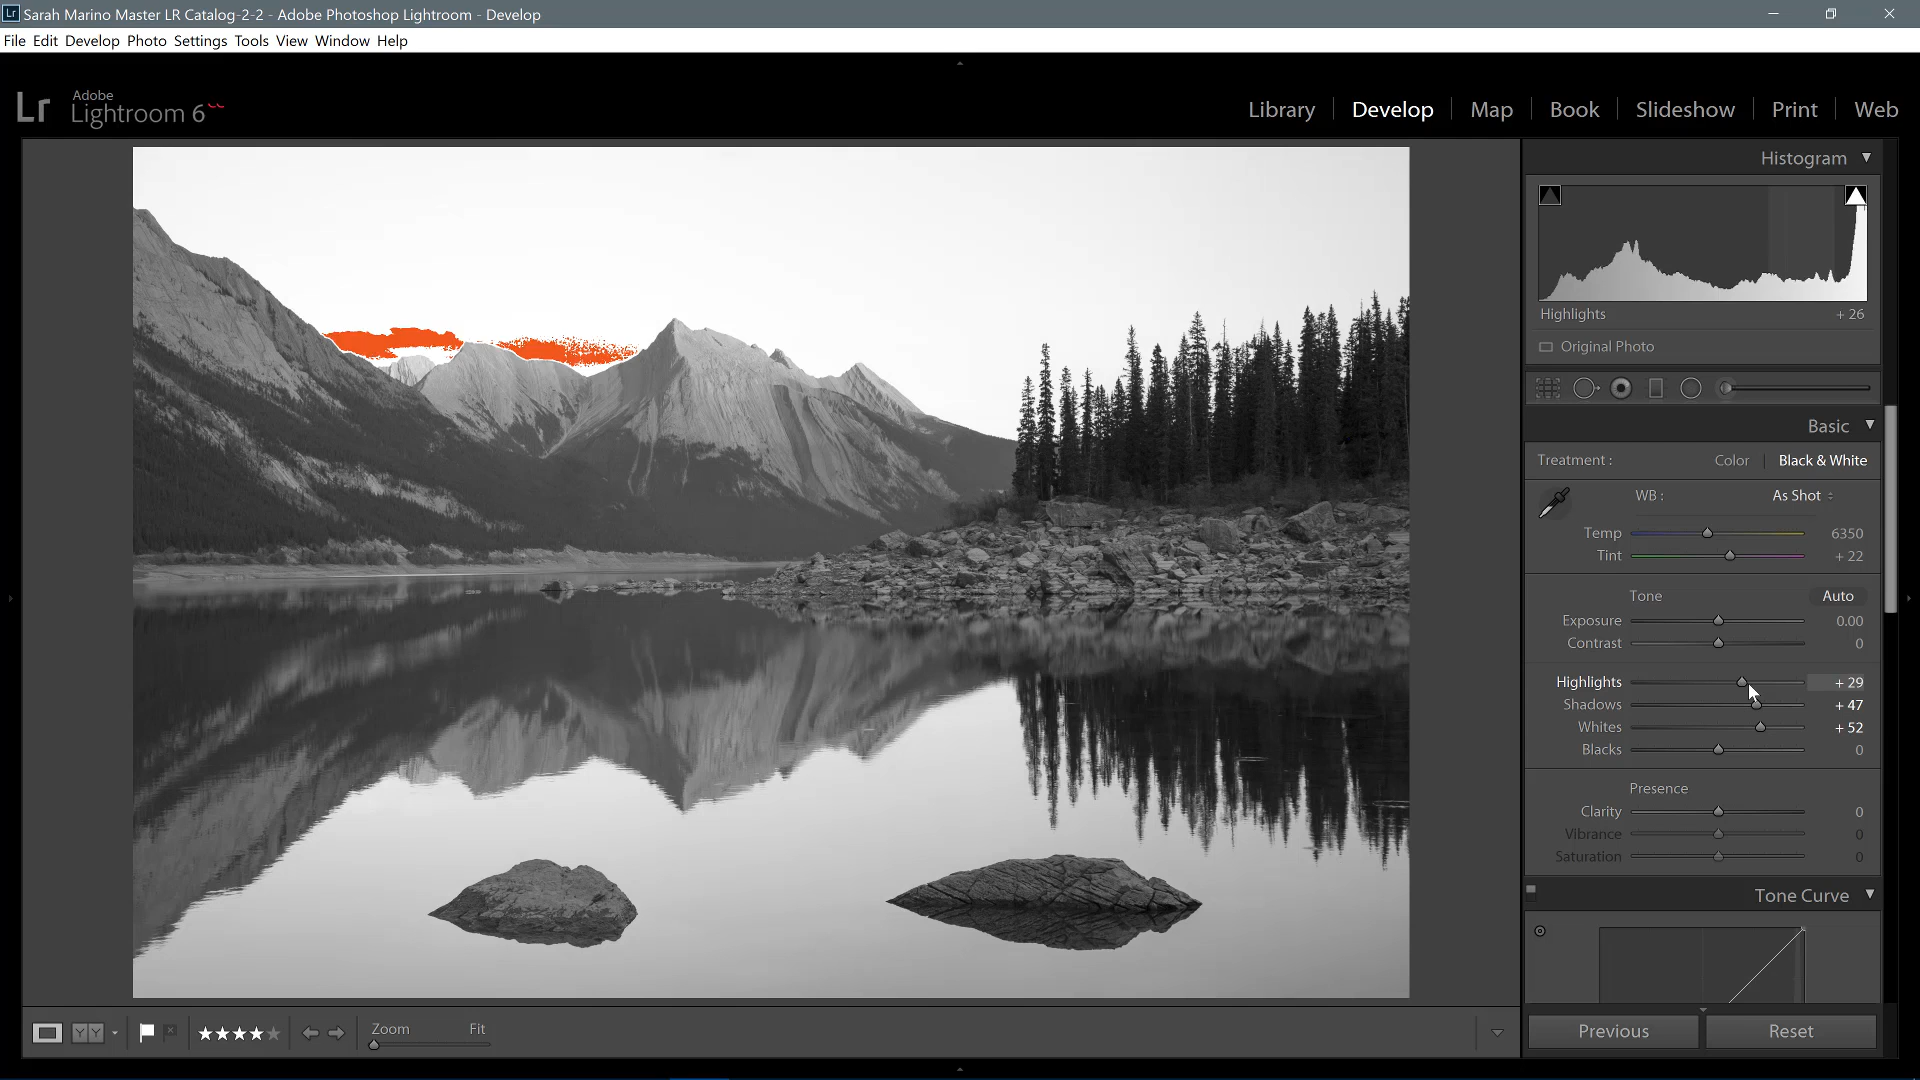 Lr Sarah Marino Master LR Catalog-2-2 - Adobe Photoshop Lightroom - Develop
File Edit Develop Photo Settings Tools View Window Help
Lr Adobe
Lightroom 6
Library Develop Map Book Slideshow Print Web
Histogram
Highlights + 26
Original Photo
Basic
Treatment : Color Black & White
WB : As Shot
Temp 6350
Tint + 22
Tone Auto
Exposure 0.00
Contrast 0
Highlights + 29
Shadows + 47
Whites + 52
Blacks 0
Presence
Clarity 0
Vibrance 0
Saturation 0
Tone Curve
YY Zoom Fit
Previous Reset